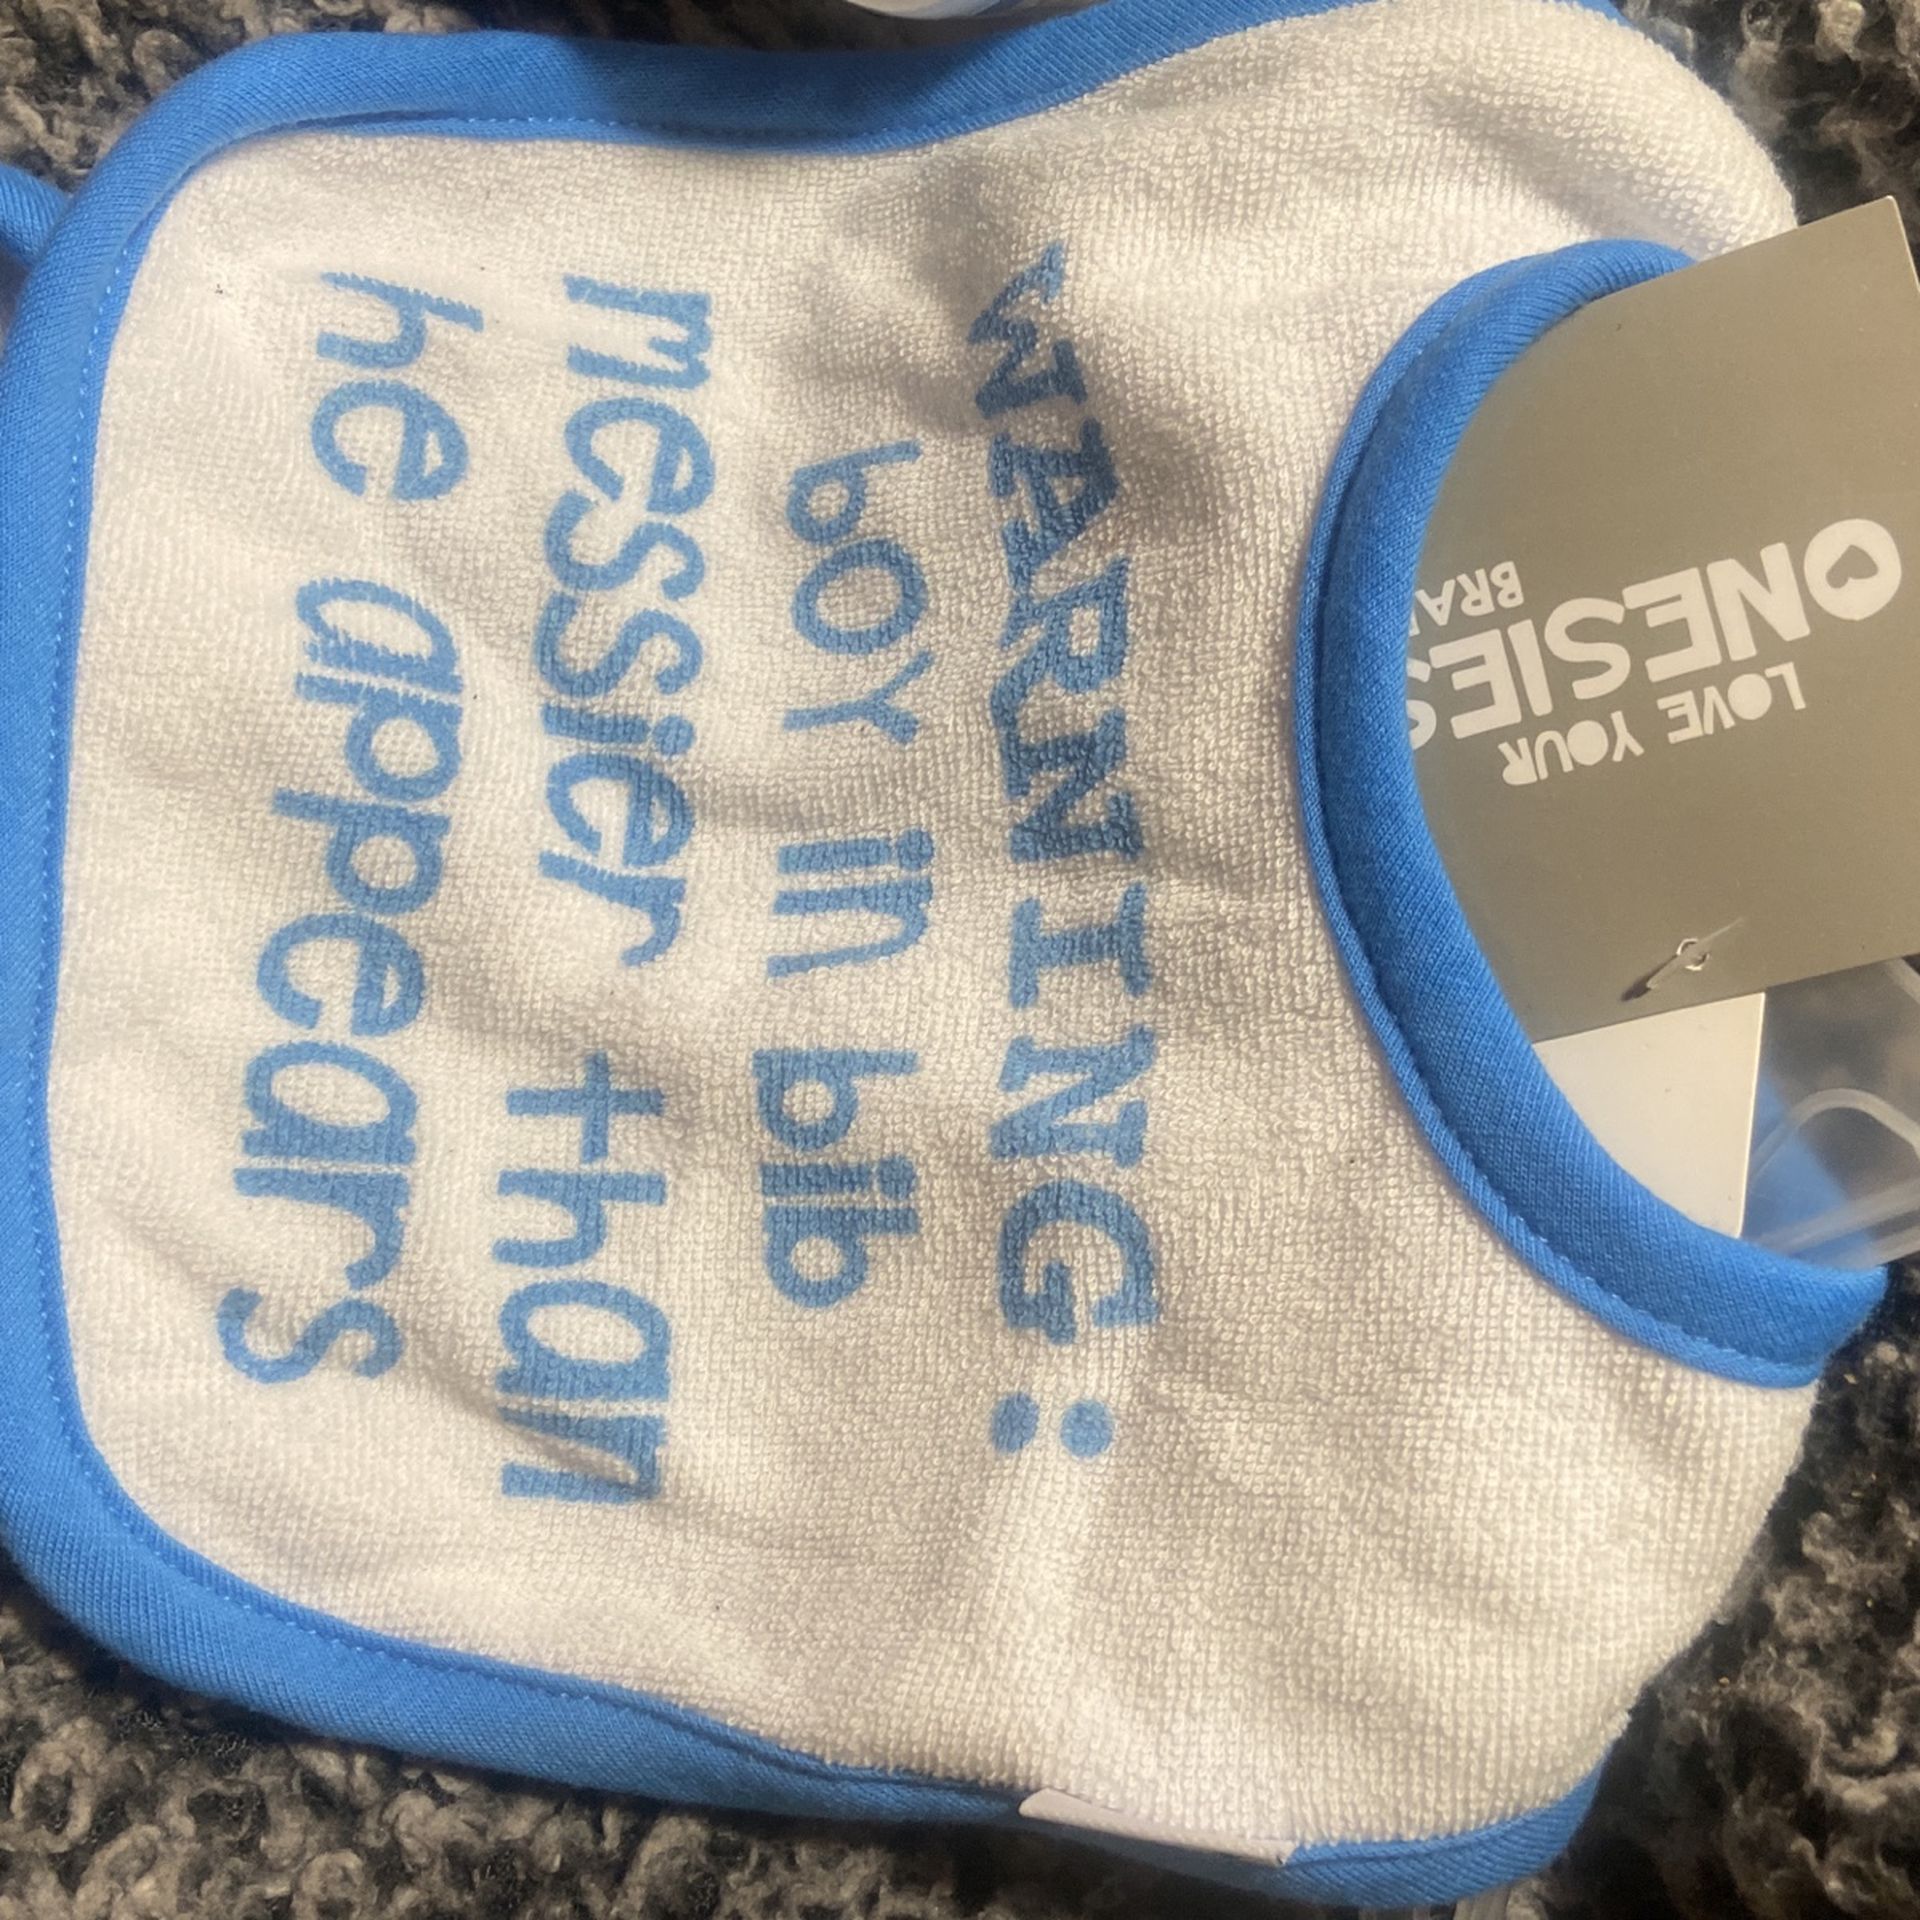 WARNING:
boy in bib
messier than
he appears
LOVE YOUR
ONESIES
BRA